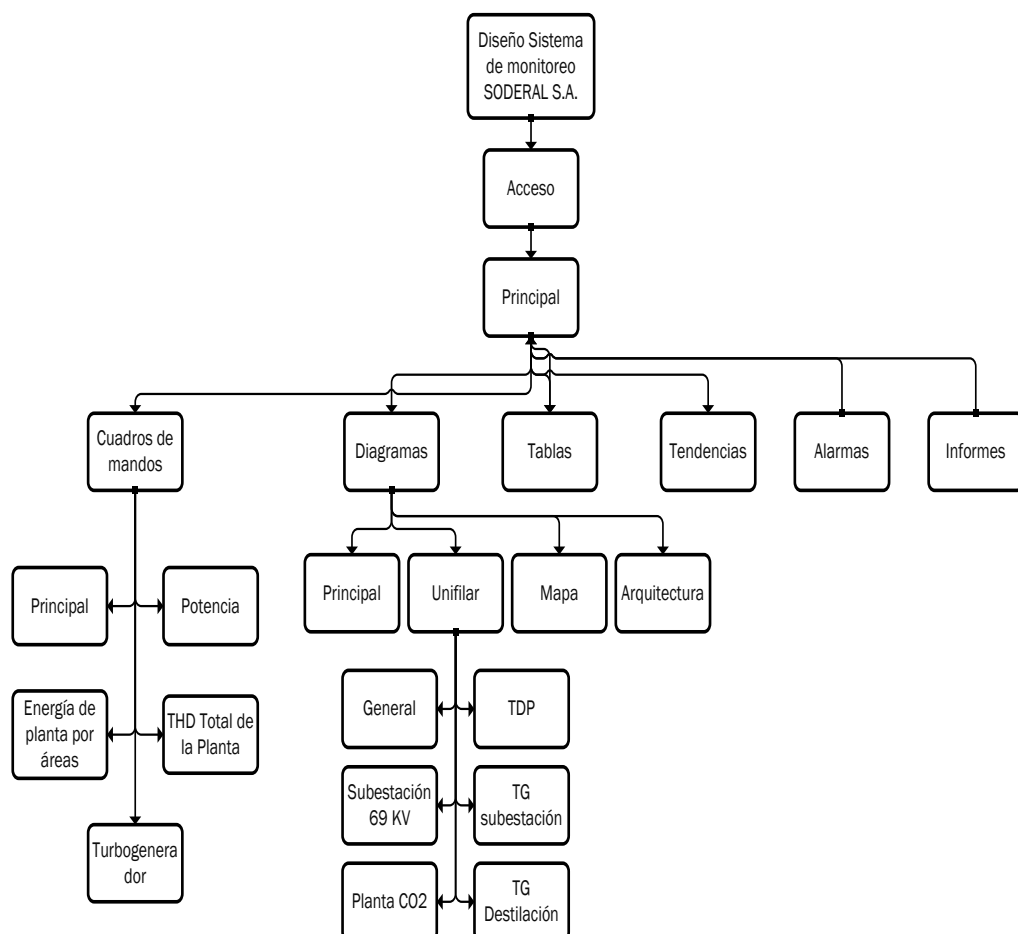 Diseño Sistema
de monitoreo
SODERAL S.A.
Acceso
Principal
Cuadros de
mandos
Diagramas
Tablas
Tendencias
Alarmas
Informes
Principal
Potencia
Energía de
planta por
áreas
THD Total de
la Planta
Turbogenera
dor
Principal
Unifilar
Mapa
Arquitectura
General
TDP
Subestación
69 KV
TG
subestación
Planta CO2
TG
Destilación